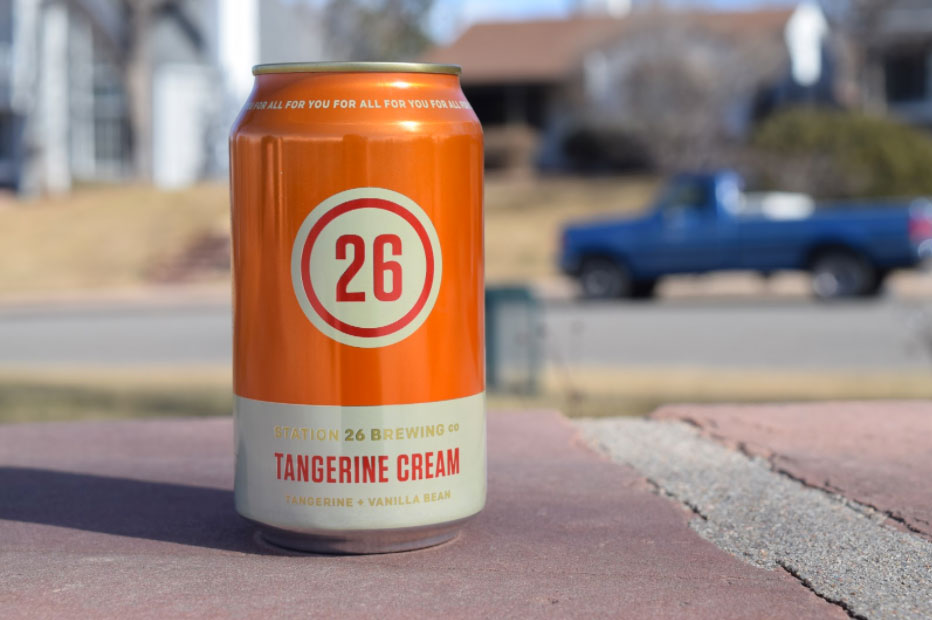 FOR ALL FOR YOU FOR ALL FOR YOU FOR ALL
26
STATION 26 BREWING CO
TANGERINE CREAM
TANGERINE + VANILLA BEAN